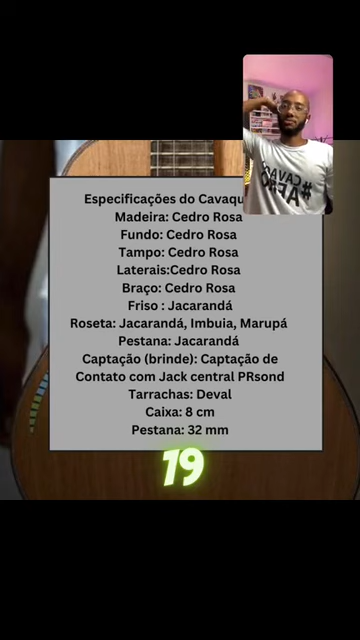 Especificações do Cavaqu
Madeira: Cedro Rosa
Fundo: Cedro Rosa
Tampo: Cedro Rosa
Laterais:Cedro Rosa
Braço: Cedro Rosa
Friso : Jacarandá
Roseta: Jacarandá, Imbuia, Marupá
Pestana: Jacarandá
Captação (brinde): Captação de
Contato com Jack central PRsond
Tarrachas: Deval
Caixa: 8 cm
Pestana: 32 mm
19
#CAVACO
AFRO